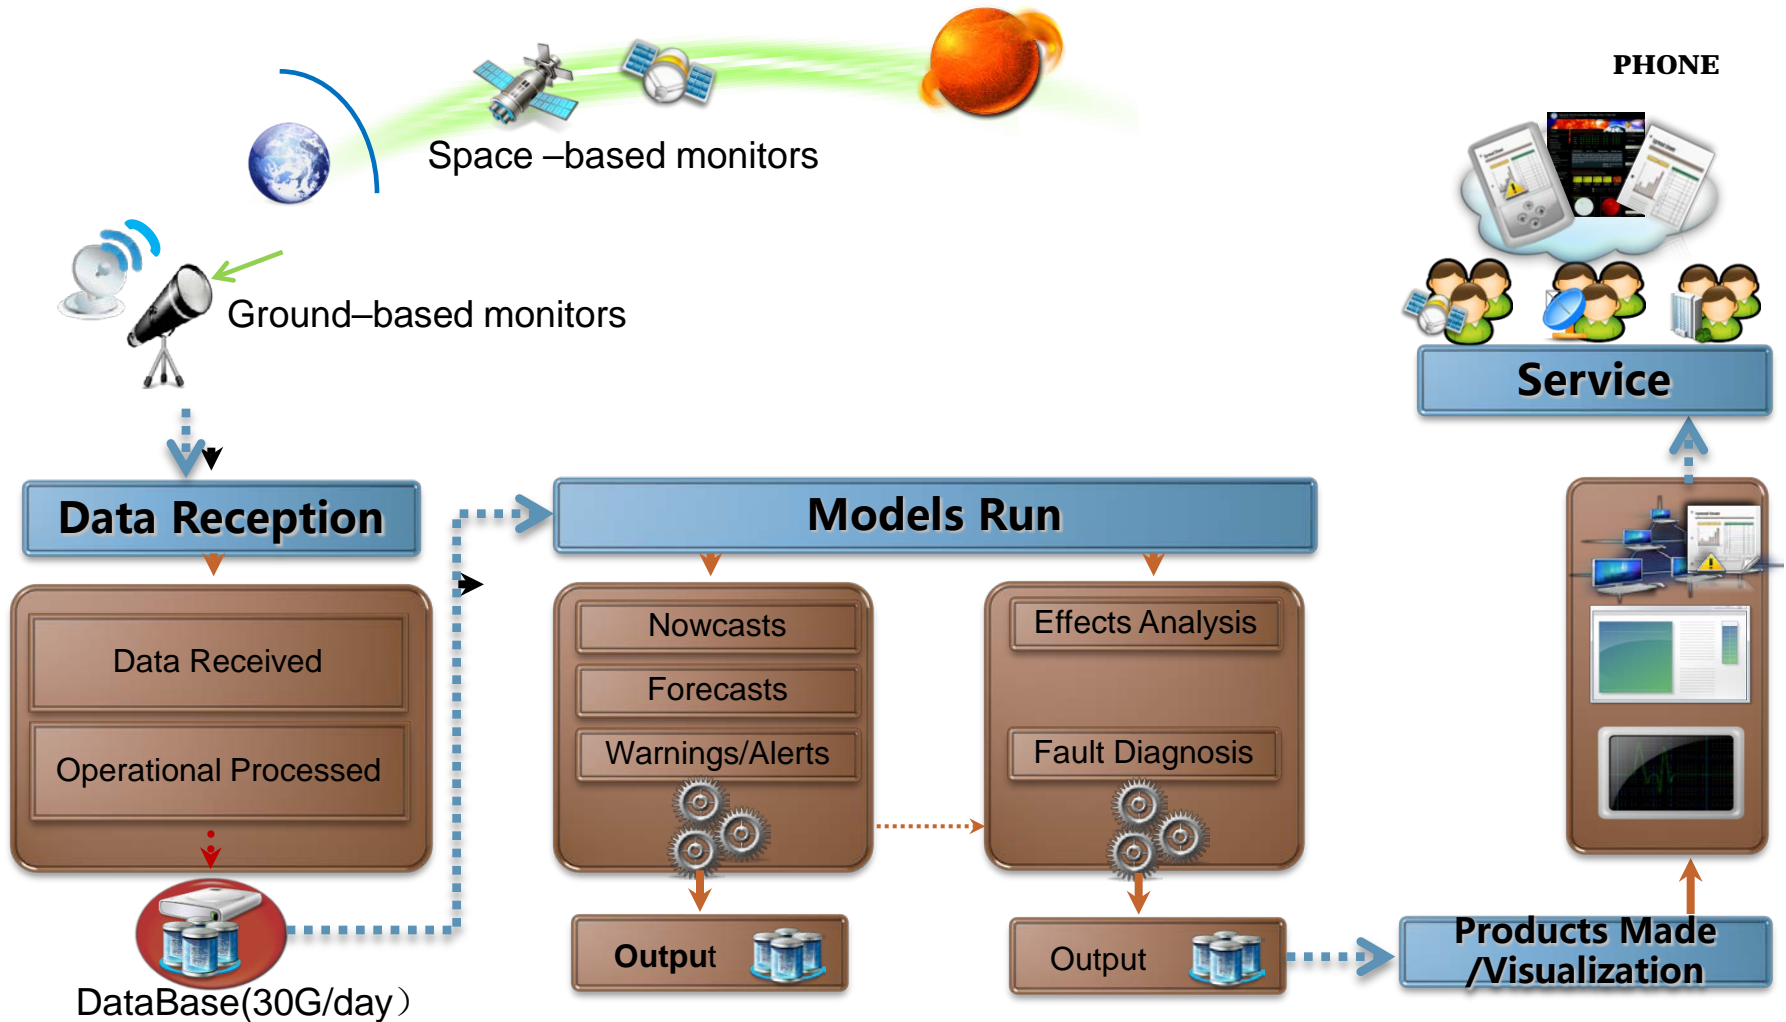 PHONE
Space –based monitors
Ground–based monitors
Service
Data Reception
Models Run
Data Received
Operational Processed
Nowcasts
Forecasts
Warnings/Alerts
Effects Analysis
Fault Diagnosis
Output
Output
Products Made
/Visualization
DataBase(30G/day）